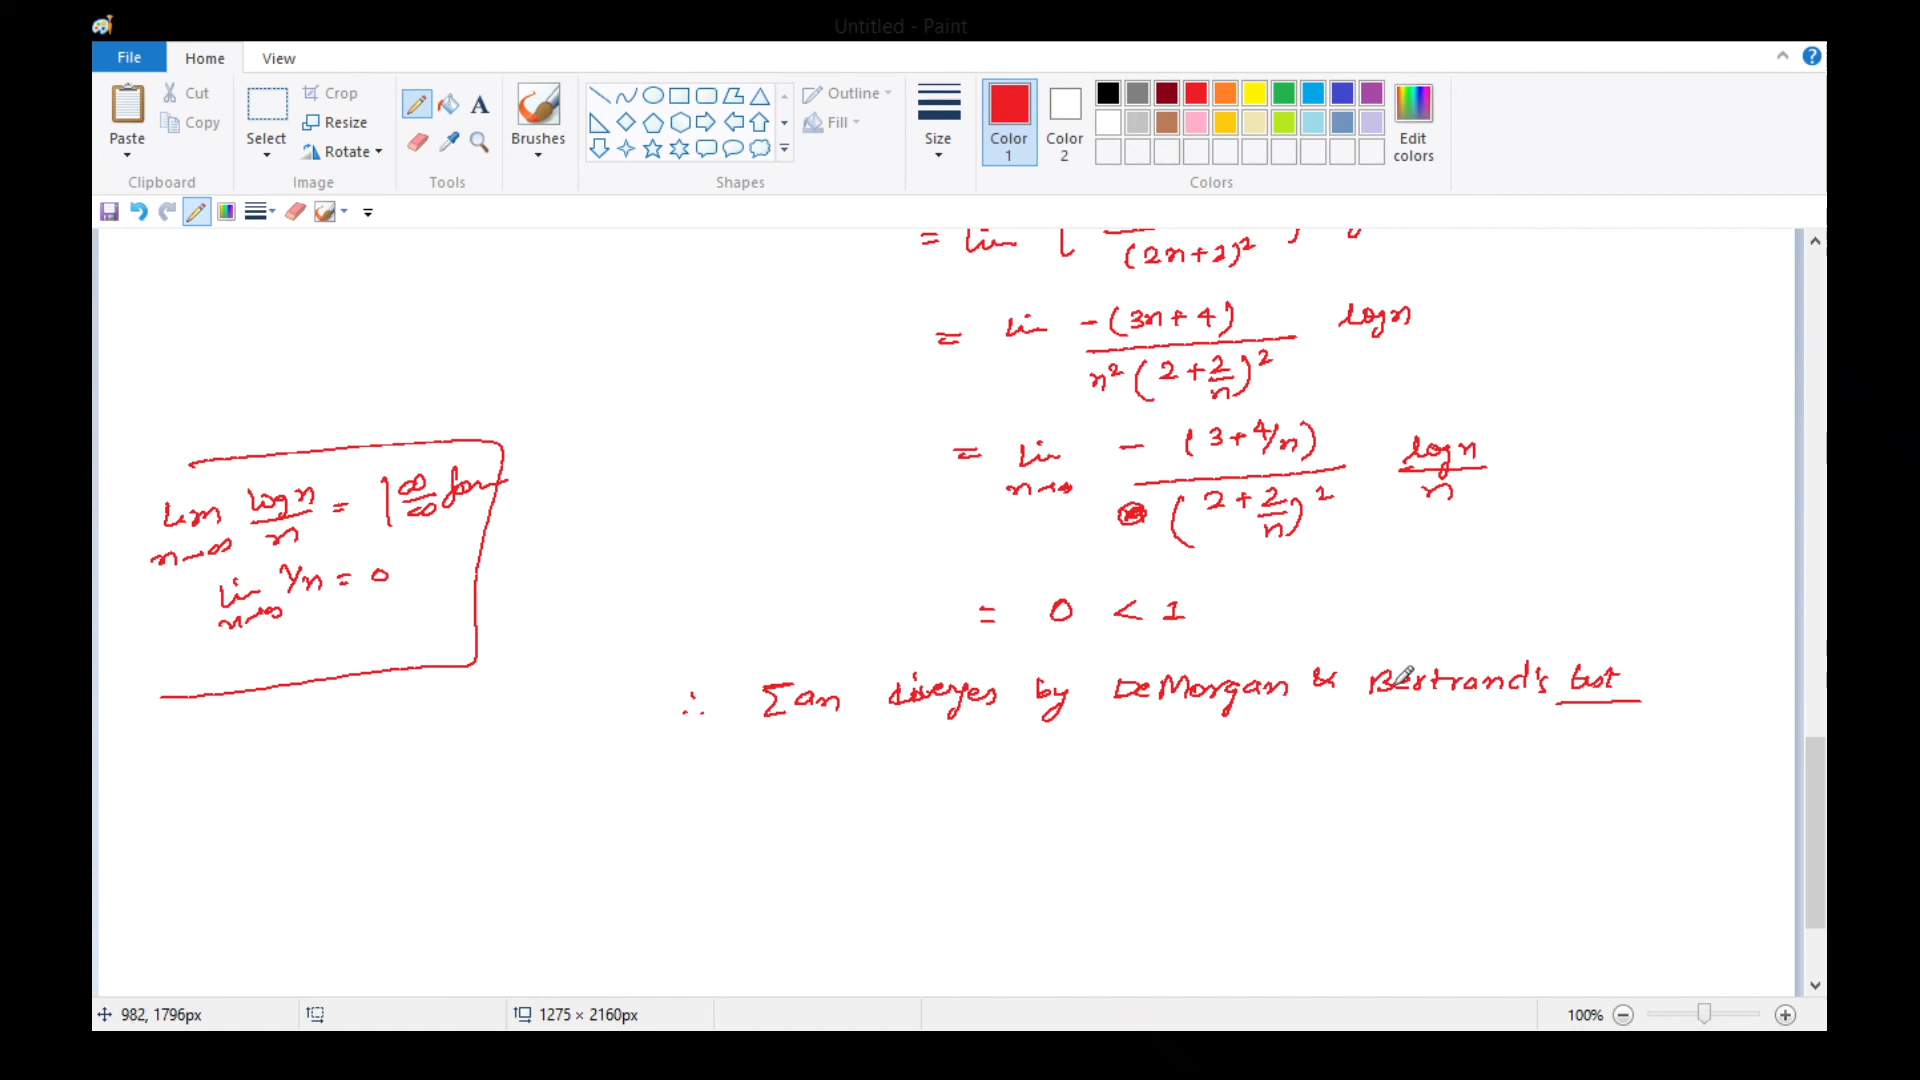 Untitled - Paint
File Home View
Paste Cut Copy Clipboard
Select Crop Resize Rotate Image
Tools
Brushes
Outline Fill Shapes
Size
Color 1 Color 2 Edit colors Colors
= lim
(2n+2)²
= lim -(3n+4) / n²(2+2/n)² logn
= lim n→∞ - (3+4/n) / (2+2/n)² logn/n
= 0 < 1
∴ Σan diverges by DeMorgan & Bertrand's test
lim n→∞ logn/n = | ∞/∞ form
lim n→∞ 1/n = 0
982, 1796px
1275 × 2160px
100%